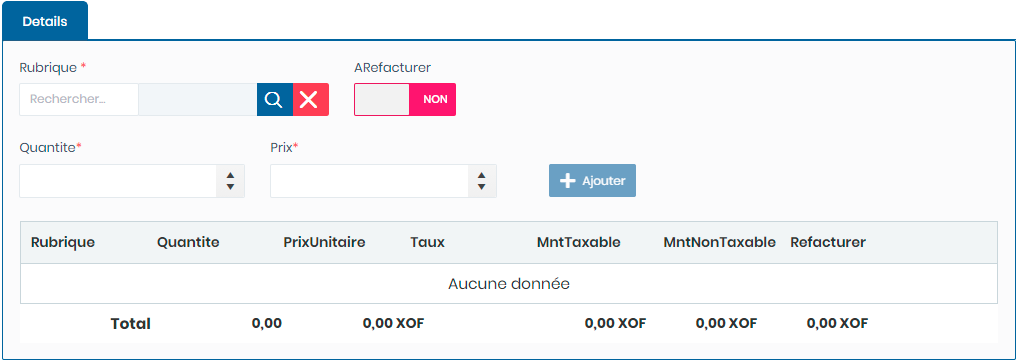 Details
Rubrique * ARefacturer
Rechercher... NON
Quantite* Prix*
Ajouter
Rubrique Quantite PrixUnitaire Taux MntTaxable MntNonTaxable Refacturer
Aucune donnée
Total 0,00 0,00 XOF 0,00 XOF 0,00 XOF 0,00 XOF